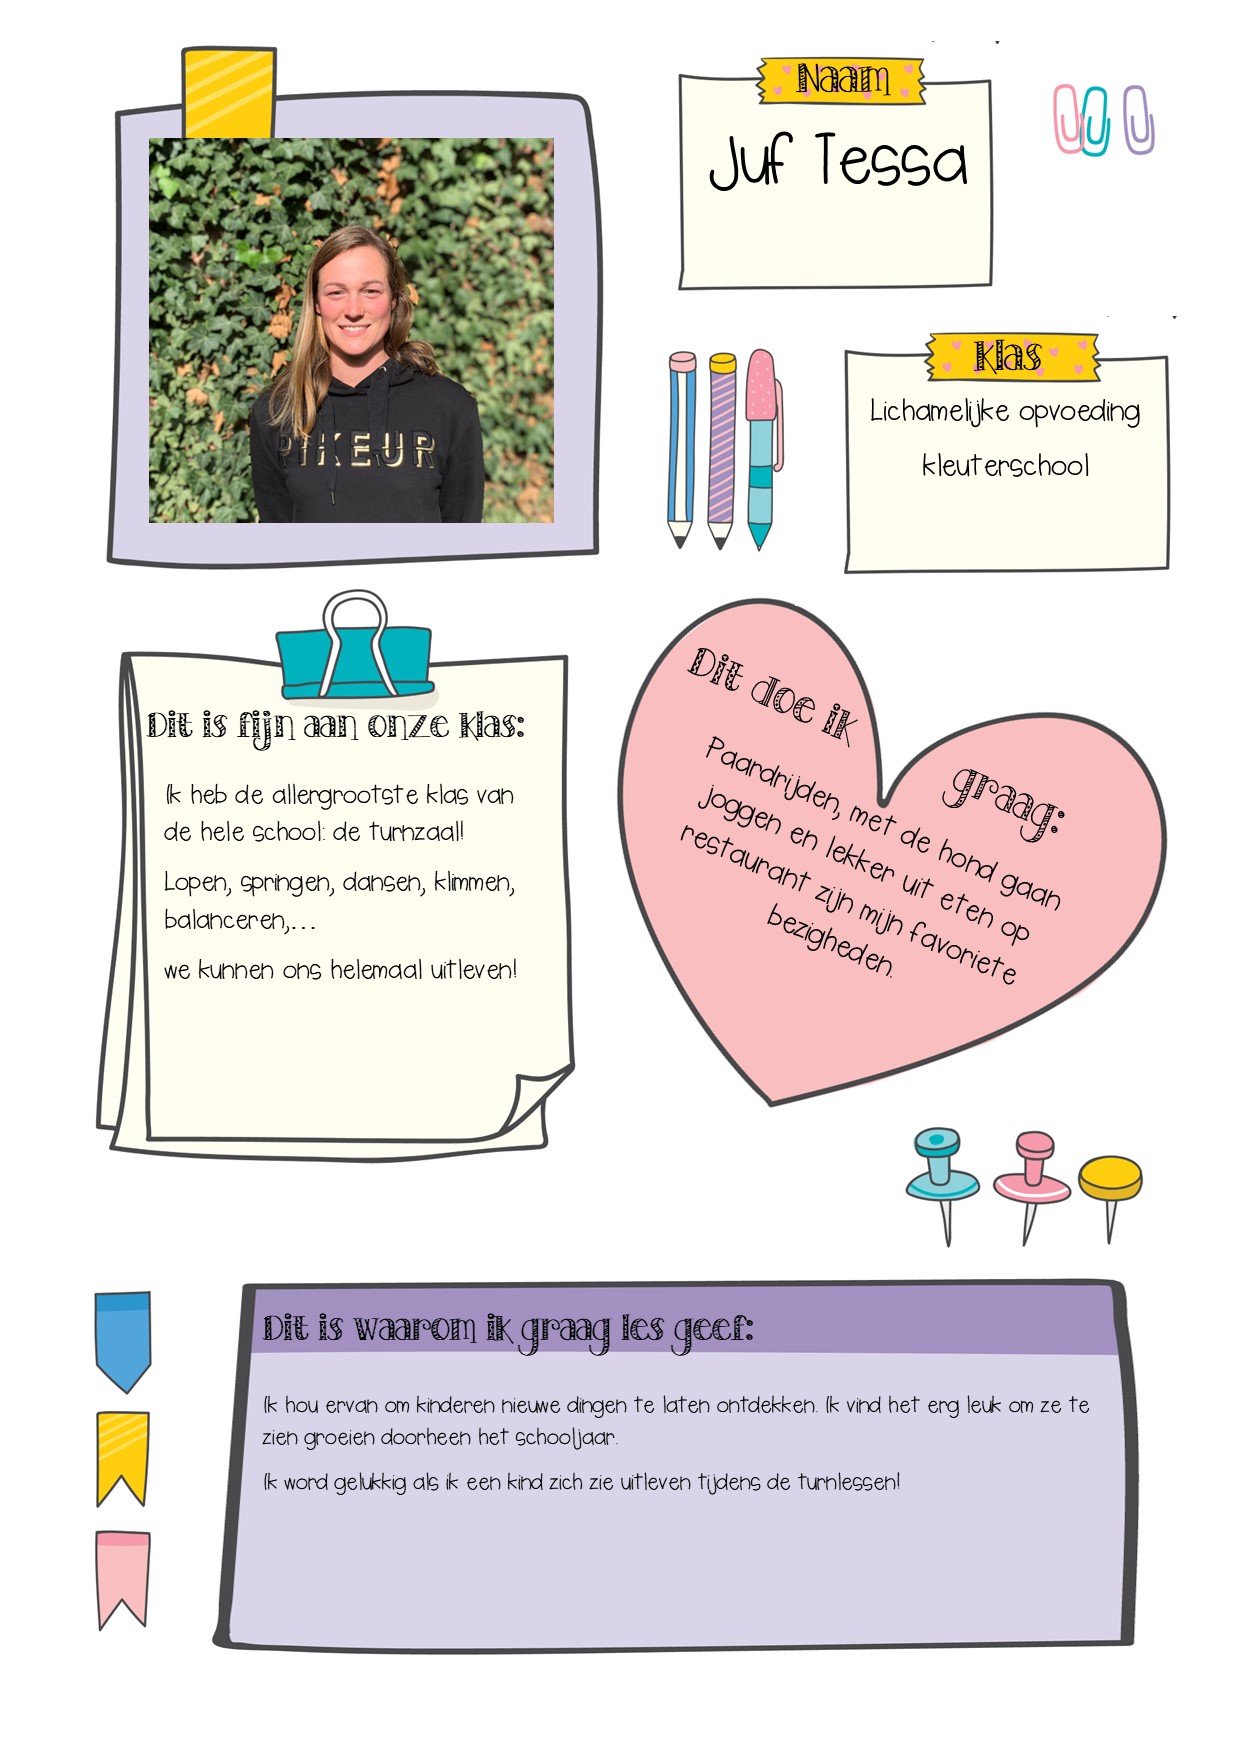 Naam
Juf Tessa
PIKEUR
Klas
Lichamelijke opvoeding
kleuterschool
Dit is fijn aan onze klas:
Ik heb de allergrootste klas van
de hele school: de turnzaal!
Lopen, springen, dansen, klimmen,
balanceren,...
we kunnen ons helemaal uitleven!
Dit doe ik
graag:
Paardrijden, met de hond gaan
joggen en lekker uit eten op
restaurant zijn mijn favoriete
bezigheden.
Dit is waarom ik graag les geef:
Ik hou ervan om kinderen nieuwe dingen te laten ontdekken. Ik vind het erg leuk om ze te
zien groeien doorheen het schooljaar.
Ik word gelukkig als ik een kind zich zie uitleven tijdens de turnlessen!